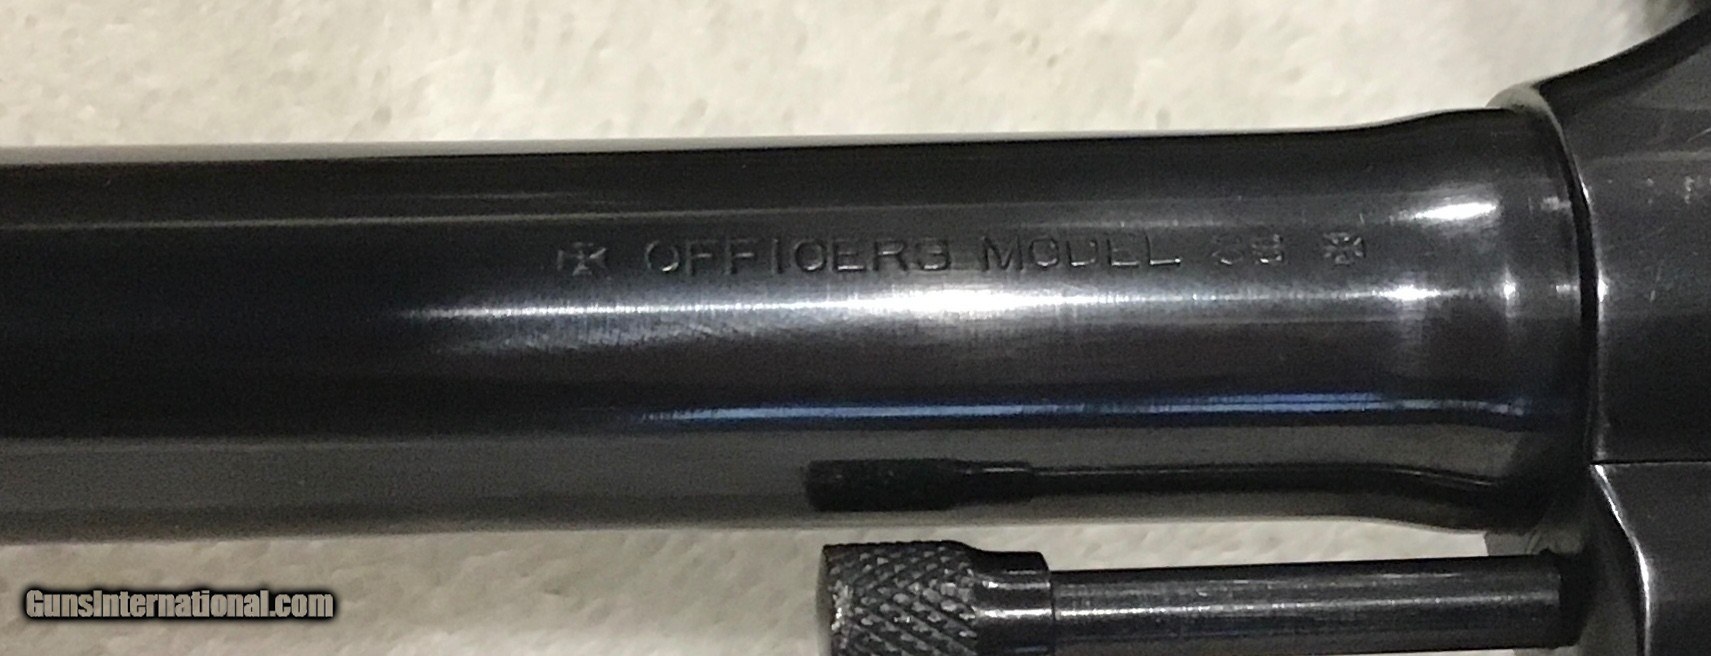 OFFICERS MODEL 38
GunsInternational.com